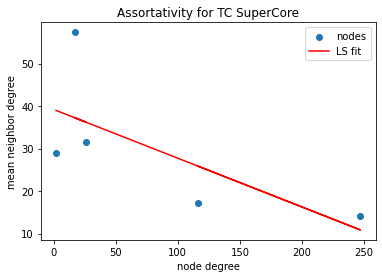 Assortativity for TC SuperCore
nodes
LS fit
mean neighbor degree
50
40
30
20
10
0 50 100 150 200 250
node degree